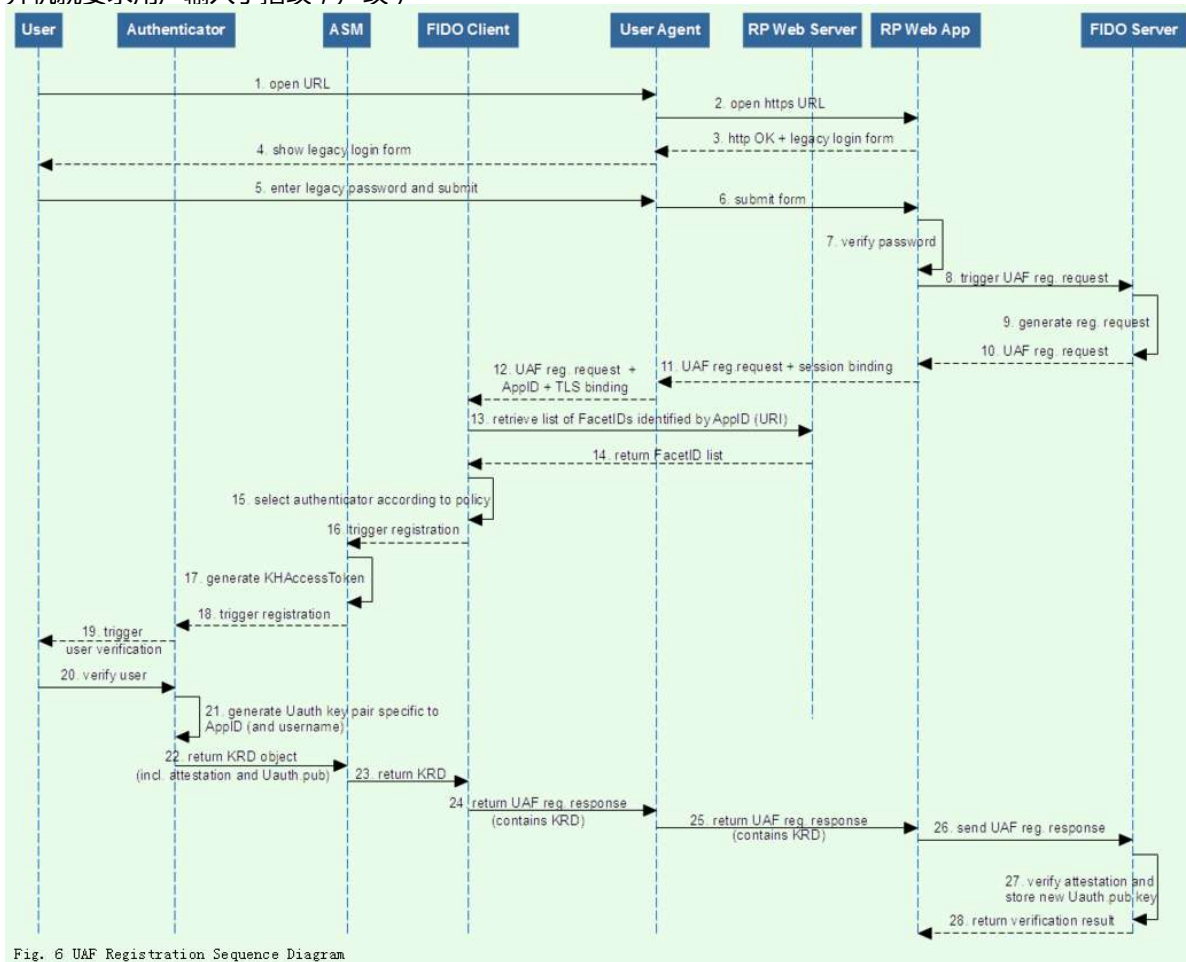 User
Authenticator
ASM
FIDO Client
User Agent
RP Web Server
RP Web App
FIDO Server
1. open URL
2. open https URL
3. http OK + legacy login form
4. show legacy login form
5. enter legacy password and submit
6. submit form
7. verify password
8. trigger UAF reg. request
9. generate reg. request
10. UAF reg. request
11. UAF reg.request + session binding
12. UAF reg. request +
AppID + TLS binding
13. retrieve list of FacetIDs identified by AppID (URI)
14. return FacetID list
15. select authenticator according to policy
16. trigger registration
17. generate KHAccessToken
18. trigger registration
19. trigger
user verification
20. verify user
21. generate Uauth key pair specific to
AppID (and username)
22. return KRD object
(incl. attestation and Uauth.pub)
23. return KRD
24. return UAF reg. response
(contains KRD)
25. return UAF reg. response
(contains KRD)
26. send UAF reg. response
27. verify attestation and
store new Uauth.pub key
28. return verification result
Fig. 6 UAF Registration Sequence Diagram